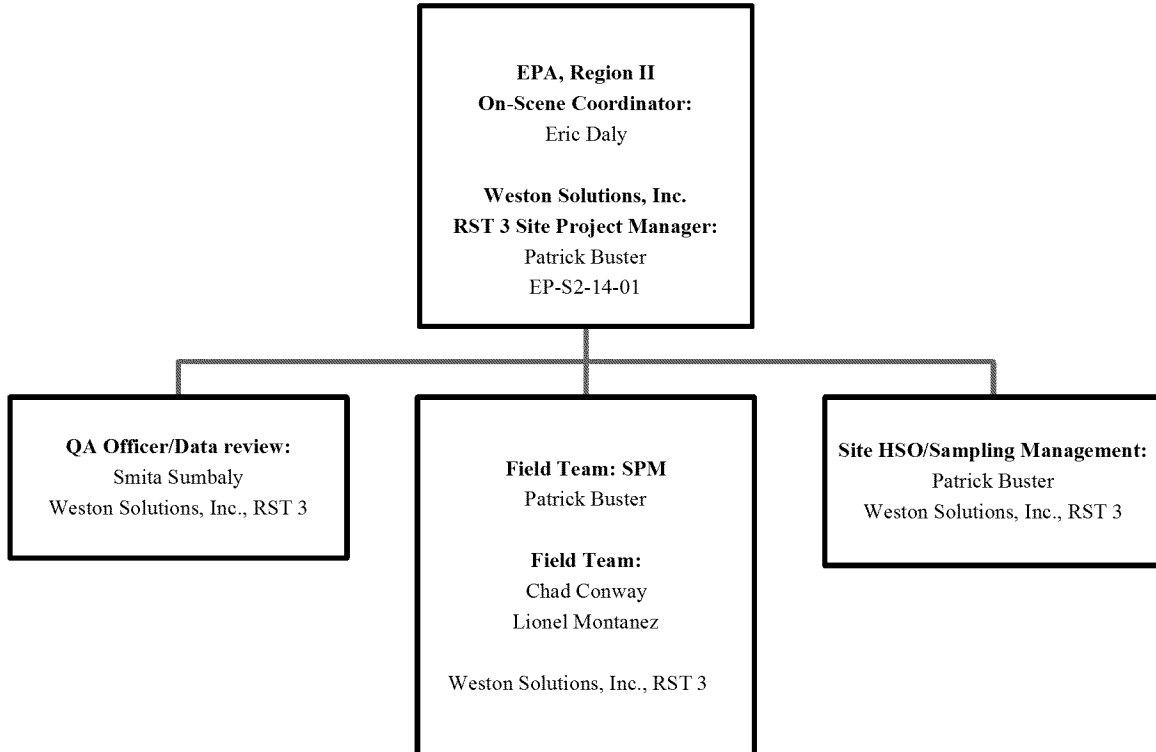 EPA, Region II
On-Scene Coordinator:
Eric Daly
Weston Solutions, Inc.
RST 3 Site Project Manager:
Patrick Buster
EP-S2-14-01
QA Officer/Data review:
Smita Sumbaly
Weston Solutions, Inc., RST 3
Field Team: SPM
Patrick Buster
Field Team:
Chad Conway
Lionel Montanez
Weston Solutions, Inc., RST 3
Site HSO/Sampling Management:
Patrick Buster
Weston Solutions, Inc., RST 3